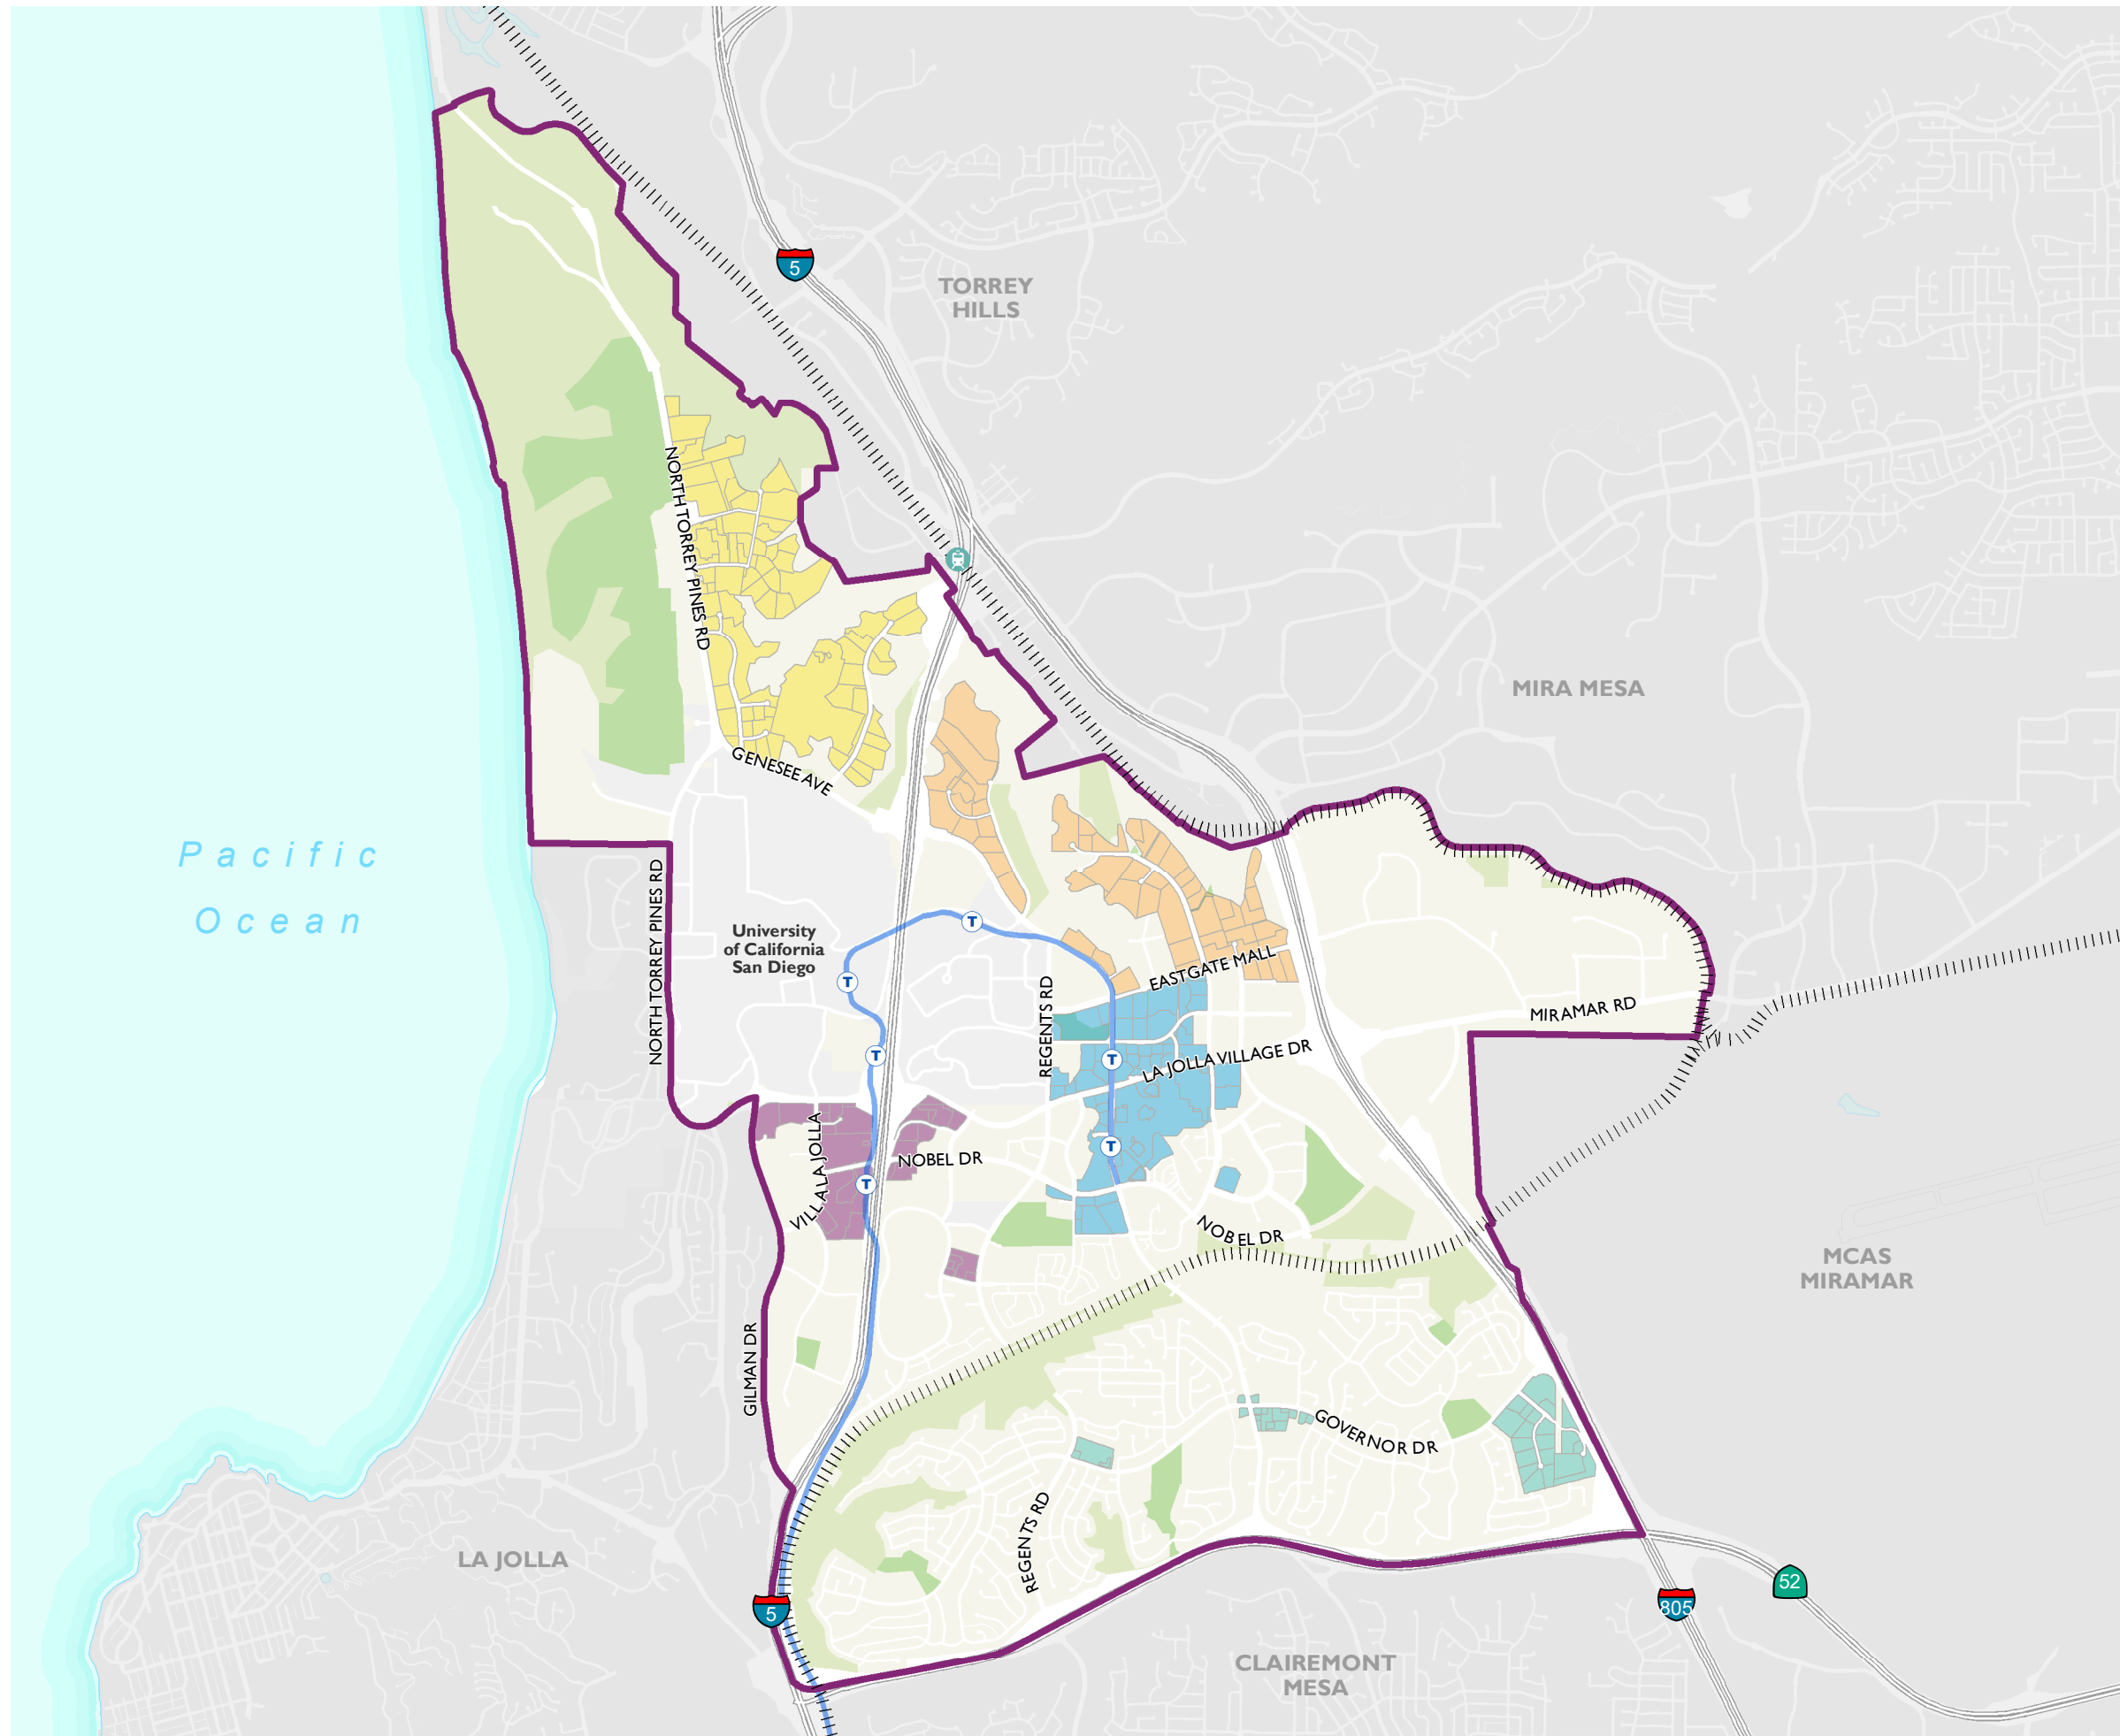 5
TORREY
HILLS
NORTH TORREY PINES RD
MIRA MESA
GENESEE AVE
Pacific
Ocean
NORTH TORREY PINES RD
University
of California
San Diego
T
T
T
T
T
T
REGENTS RD
EASTGATE MALL
MIRAMAR RD
LA JOLLA VILLAGE DR
VILLA LA JOLLA
NOBEL DR
NOBEL DR
MCAS
MIRAMAR
GILMAN DR
GOVERNOR DR
REGENTS RD
LA JOLLA
5
52
805
CLAIREMONT
MESA